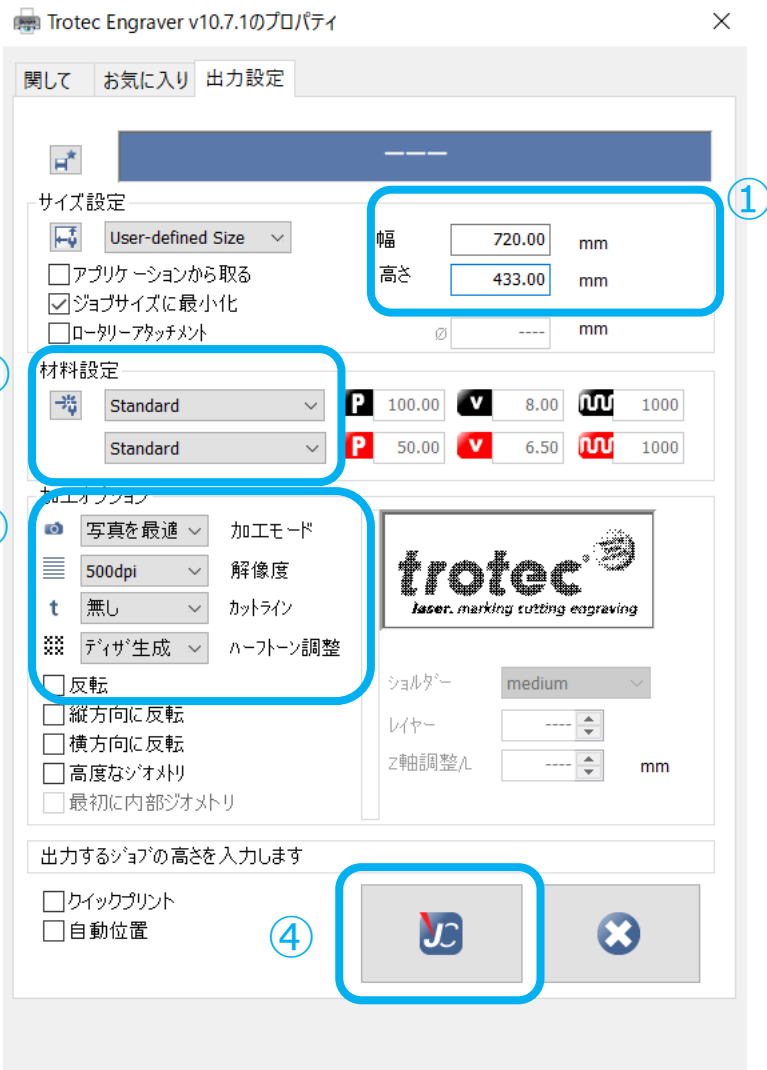 Trotec Engraver v10.7.1のプロパティ
関して お気に入り 出力設定
---
サイズ設定
①
User-defined Size
幅 720.00 mm
アプリケーションから取る
高さ 433.00 mm
ジョブサイズに最小化
ロータリーアタッチメント
Ø ---- mm
材料設定
Standard P 100.00 v 8.00 1000
Standard P 50.00 v 6.50 1000
加工オプション
写真を最適 加工モード
500dpi 解像度
t 無し カットライン
ディザ生成 ハーフトーン調整
trotec
laser. marking cutting engraving
反転
縦方向に反転
横方向に反転
高度なジオメトリ
最初に内部ジオメトリ
ショルダー medium
レイヤー ----
Z軸調整/L ---- mm
出力するジョブの高さを入力します
クイックプリント
自動位置
④
JC